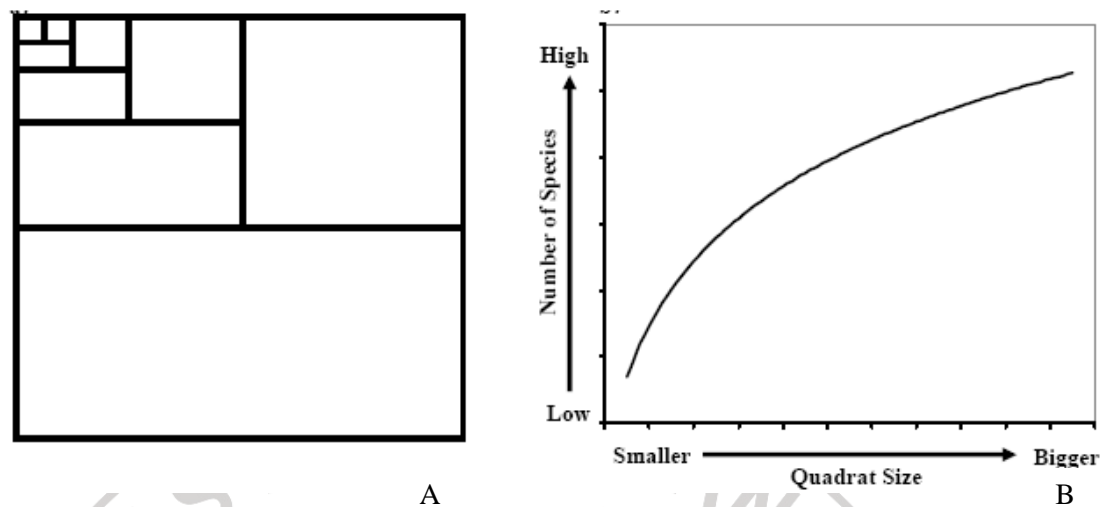 High
Number of Species
Low
Smaller
Bigger
Quadrat Size
A
B